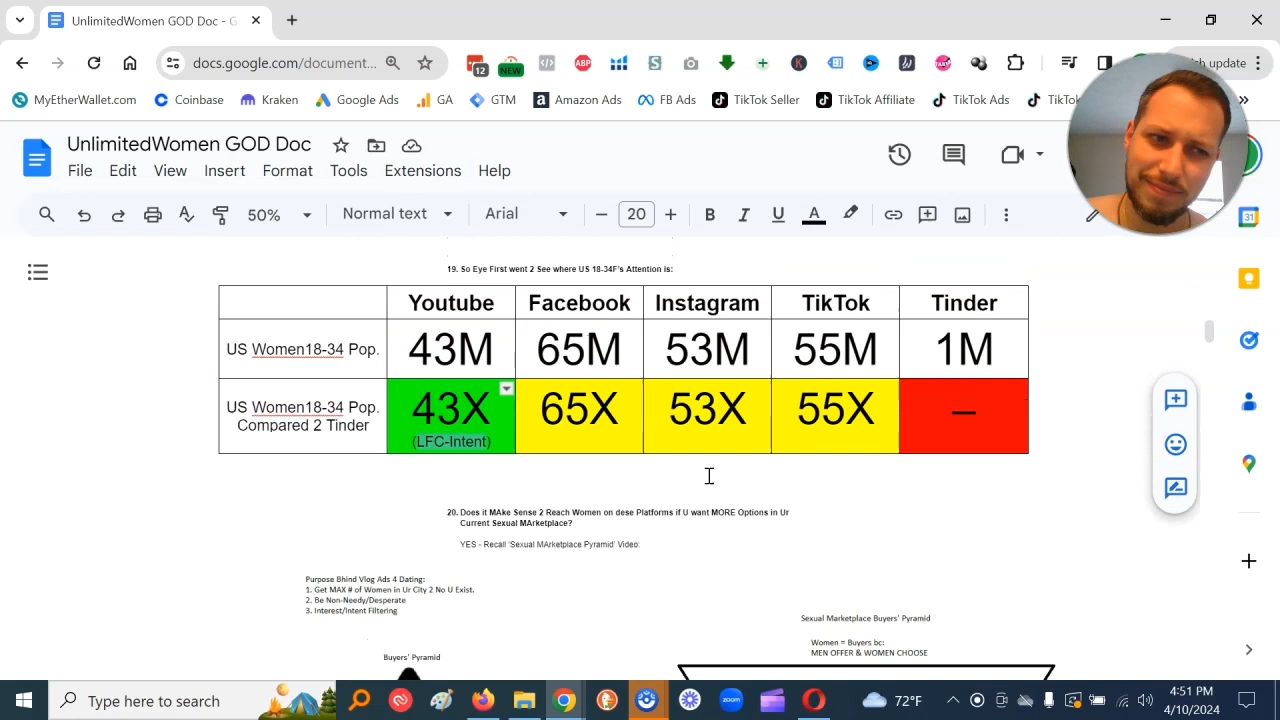 UnlimitedWomen GOD Doc - G
docs.google.com/document...
12
NEW
ABP
sh update
MyEtherWallet.com
Coinbase
Kraken
Google Ads
GA
GTM
Amazon Ads
FB Ads
TikTok Seller
TikTok Affiliate
TikTok Ads
TikTok
UnlimitedWomen GOD Doc
File Edit View Insert Format Tools Extensions Help
50% Normal text Arial 20 B I U A
31
19. So Eye First went 2 See where US 18-34F's Attention is:
Youtube Facebook Instagram TikTok Tinder
US Women18-34 Pop. 43M 65M 53M 55M 1M
US Women18-34 Pop.
Compared 2 Tinder
43X 65X 53X 55X –
(LFC-Intent)
20. Does it MAke Sense 2 Reach Women on dese Platforms if U want MORE Options in Ur
Current Sexual MArketplace?
YES - Recall 'Sexual MArketplace Pyramid' Video:
Purpose Bhind Vlog Ads 4 Dating:
1. Get MAX # of Women in Ur City 2 No U Exist.
2. Be Non-Needy/Desperate
3. Interest/Intent Filtering
Sexual Marketplace Buyers' Pyramid
Women = Buyers bc:
MEN OFFER & WOMEN CHOOSE
Buyers' Pyramid
Type here to search
zoom
72°F
4:51 PM
4/10/2024